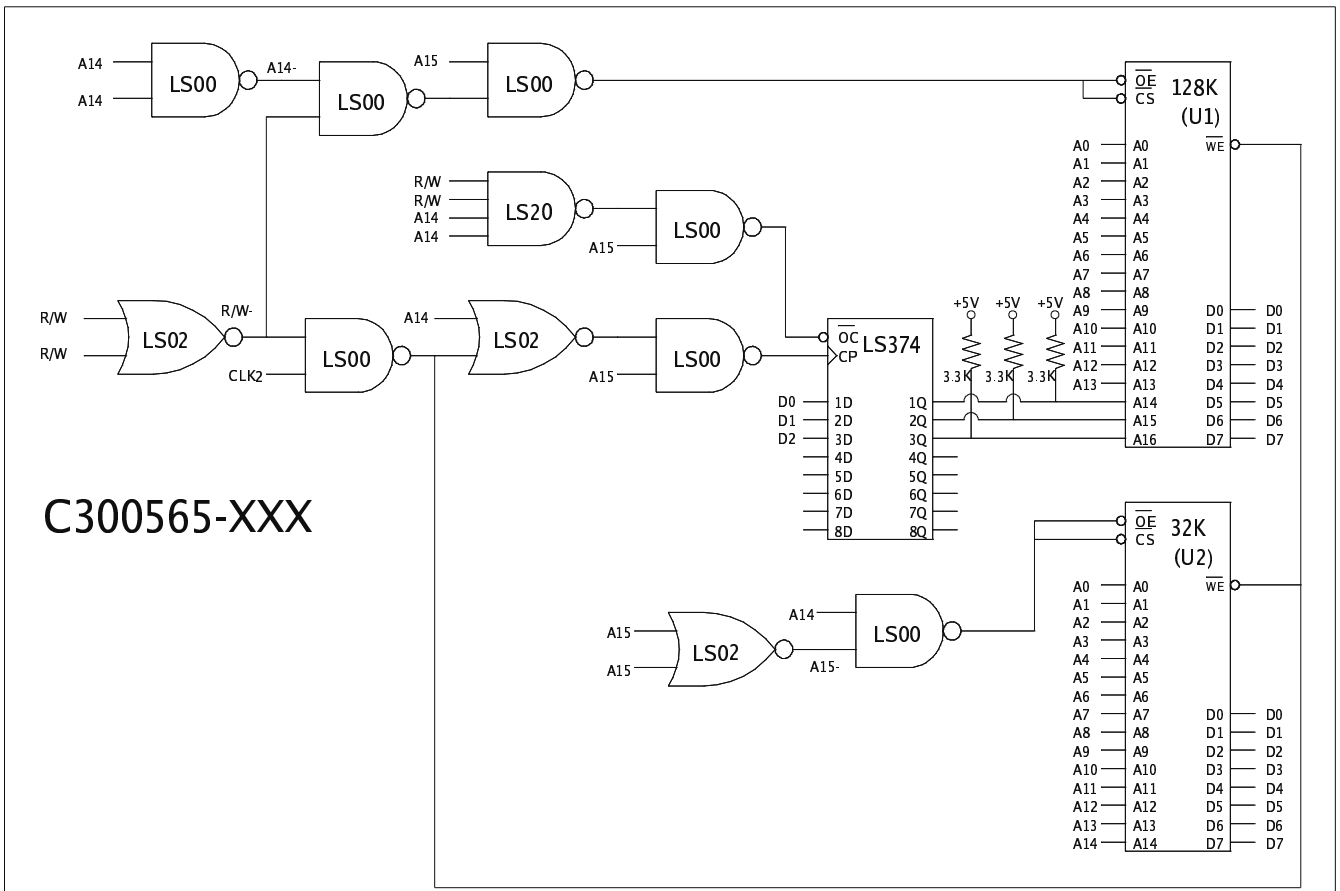 A14
A14
LS00
A14-
LS00
A15
LS00
R/W
R/W
A14
A14
LS20
A15
LS00
R/W
R/W
LS02
R/W-
CLK2
LS00
A14
LS02
A15
LS00
OC LS374
CP
D0 1D 1Q
D1 2D 2Q
D2 3D 3Q
4D 4Q
5D 5Q
6D 6Q
7D 7Q
8D 8Q
+5V +5V +5V
3.3K 3.3K 3.3K
OE 128K
CS (U1)
A0 A0 WE
A1 A1
A2 A2
A3 A3
A4 A4
A5 A5
A6 A6
A7 A7
A8 A8
A9 A9 D0 D0
A10 A10 D1 D1
A11 A11 D2 D2
A12 A12 D3 D3
A13 A13 D4 D4
A14 D5 D5
A15 D6 D6
A16 D7 D7
C300565-XXX
A15
A15
LS02
A15-
A14
LS00
OE 32K
CS (U2)
A0 A0 WE
A1 A1
A2 A2
A3 A3
A4 A4
A5 A5
A6 A6
A7 A7 D0 D0
A8 A8 D1 D1
A9 A9 D2 D2
A10 A10 D3 D3
A11 A11 D4 D4
A12 A12 D5 D5
A13 A13 D6 D6
A14 A14 D7 D7